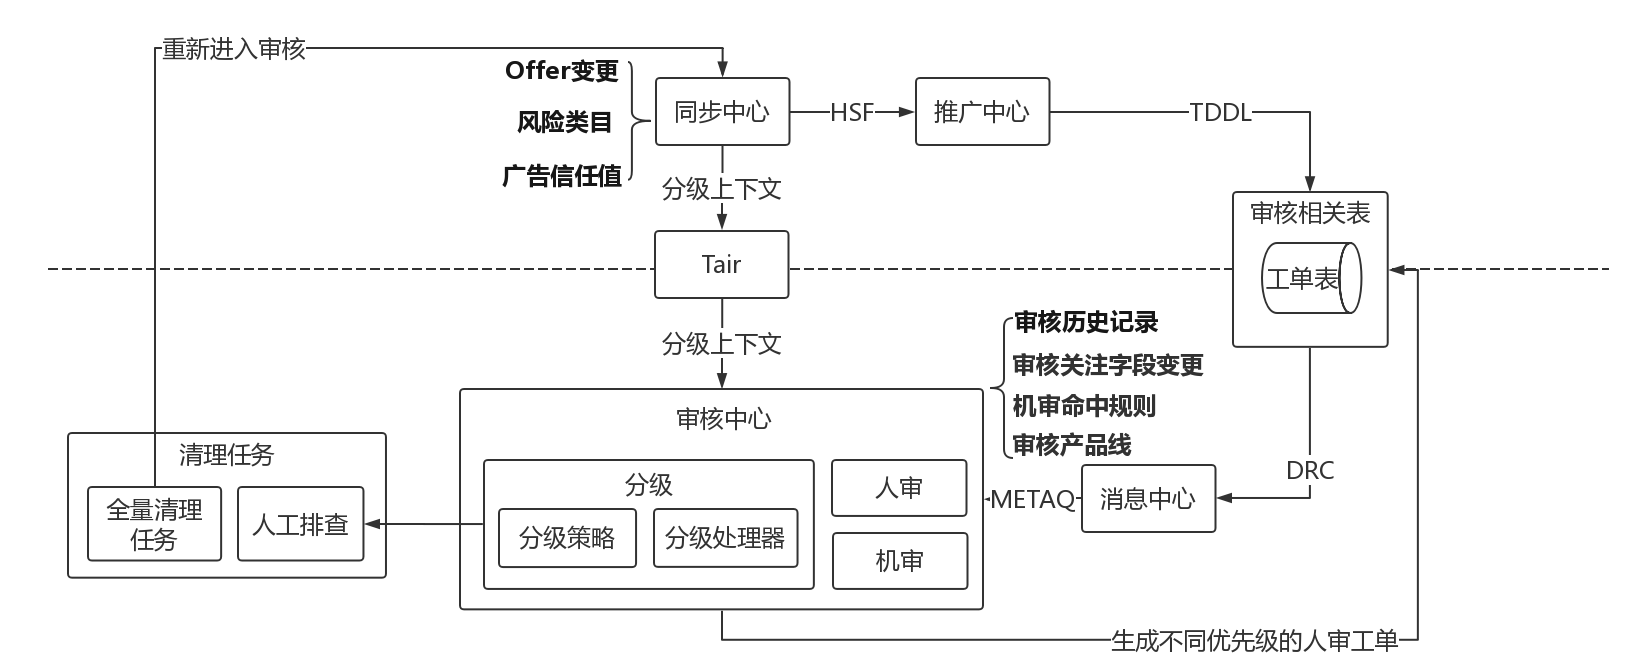 重新进入审核
Offer变更
风险类目
广告信任值
同步中心
HSF
推广中心
TDDL
分级上下文
审核相关表
工单表
Tair
分级上下文
审核历史记录
审核关注字段变更
机审命中规则
审核产品线
审核中心
清理任务
全量清理
任务
人工排查
分级
分级策略
分级处理器
人审
机审
METAQ
消息中心
DRC
生成不同优先级的人审工单